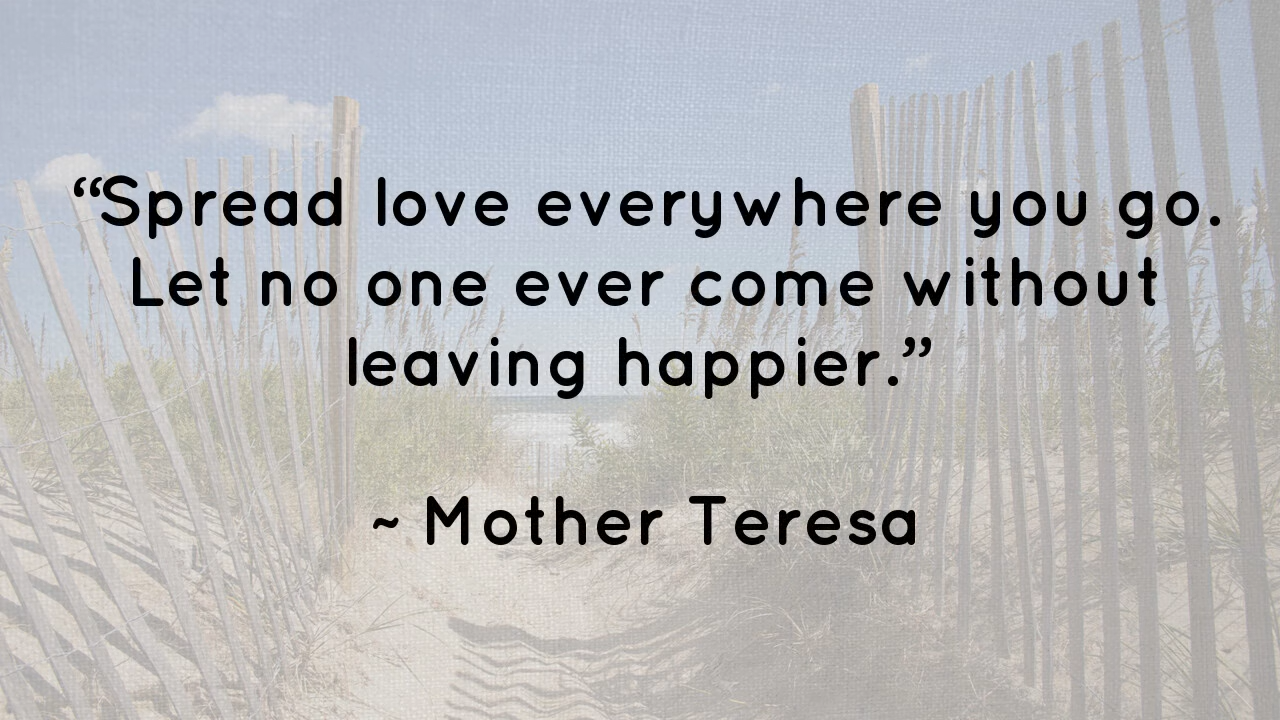 “Spread love everywhere you go.
Let no one ever come without
leaving happier.”
~ Mother Teresa